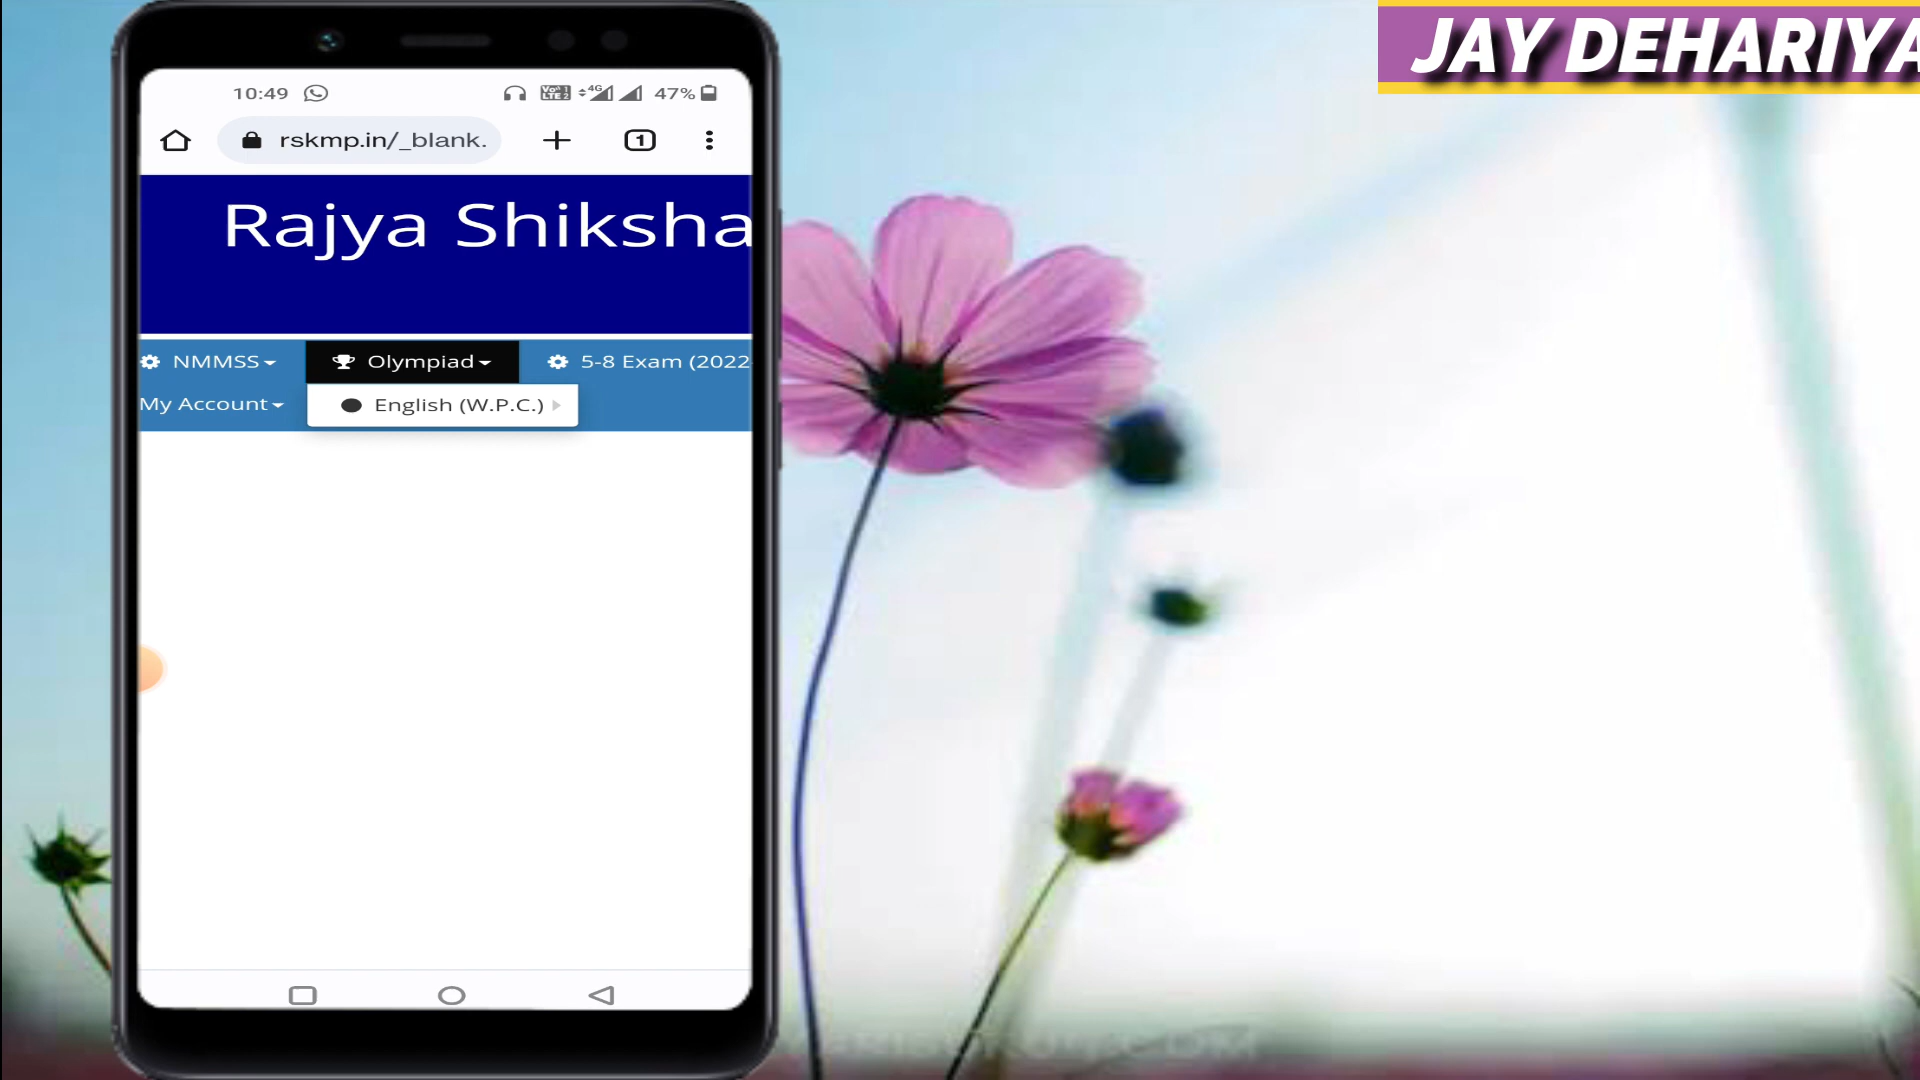 JAY DEHARIYA
10:49 4G 47%
rskmp.in/_blank. 1
Rajya Shiksha
NMMSS Olympiad 5-8 Exam (2022
My Account English (W.P.C.)